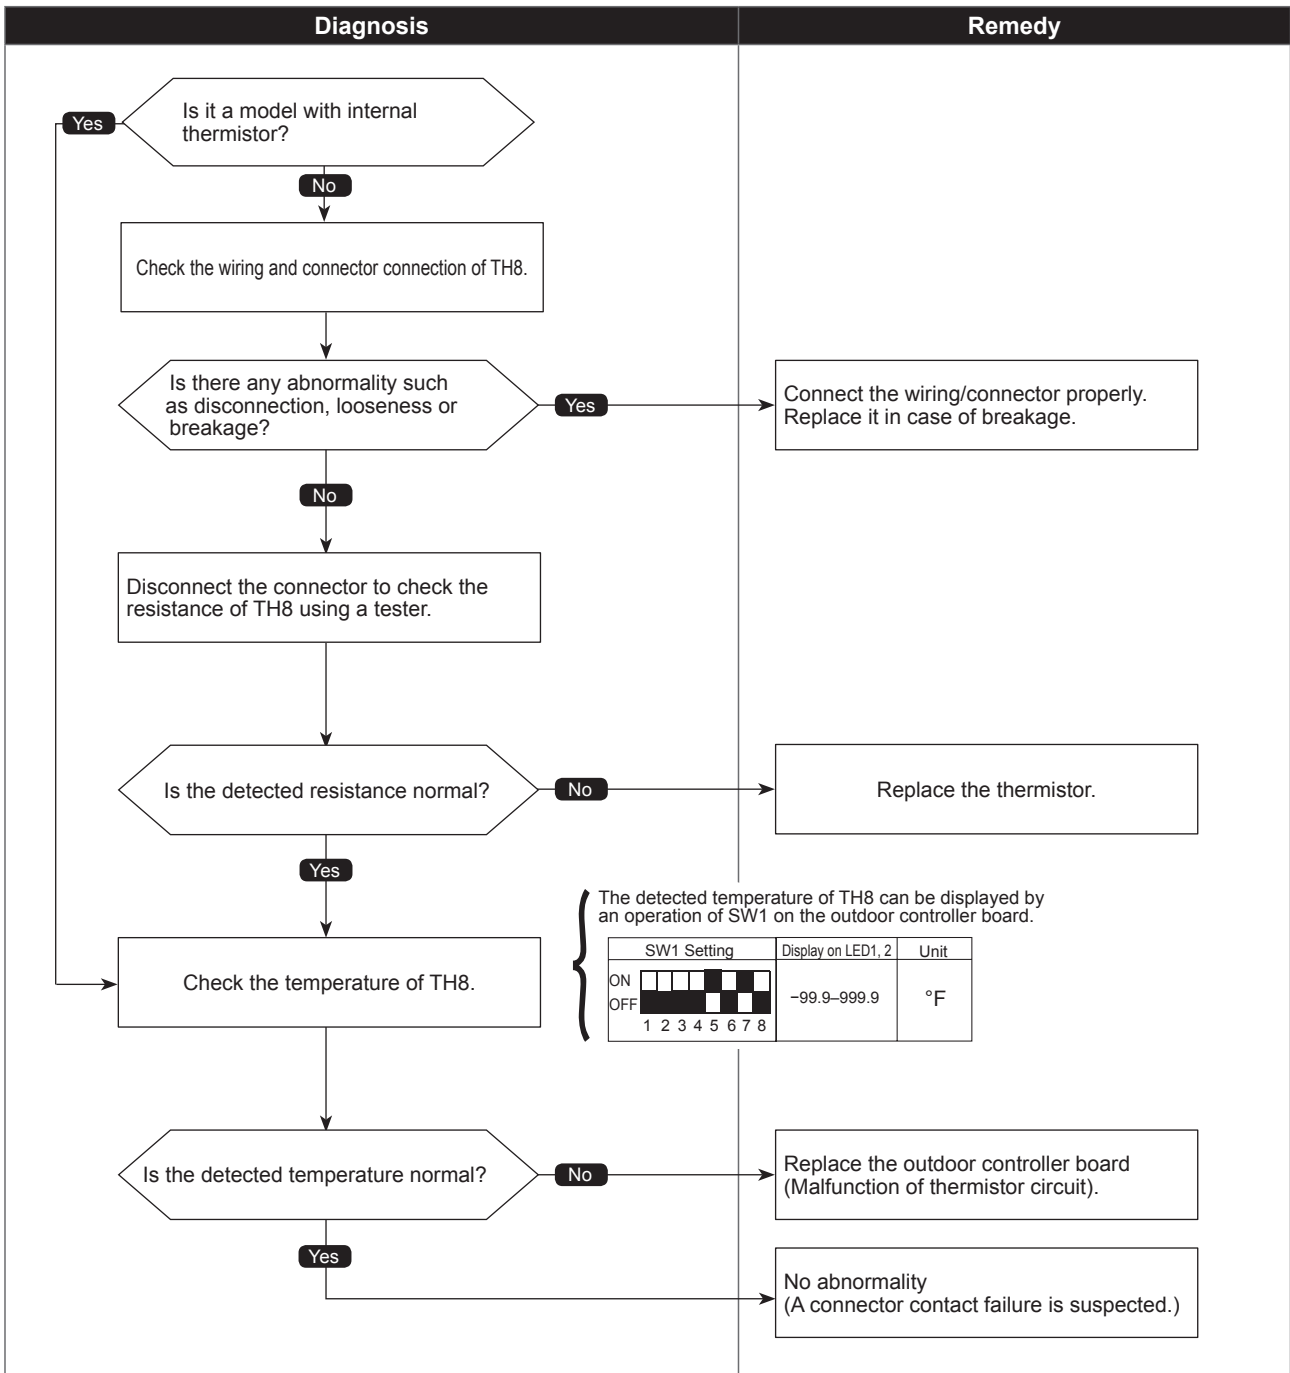 Diagnosis
Remedy
Is it a model with internal
thermistor?
Yes
No
Check the wiring and connector connection of TH8.
Is there any abnormality such
as disconnection, looseness or
breakage?
Yes
Connect the wiring/connector properly.
Replace it in case of breakage.
No
Disconnect the connector to check the
resistance of TH8 using a tester.
Is the detected resistance normal?
No
Replace the thermistor.
Yes
The detected temperature of TH8 can be displayed by
an operation of SW1 on the outdoor controller board.
SW1 Setting
Display on LED1, 2
Unit
ON
OFF
1 2 3 4 5 6 7 8
−99.9–999.9
°F
Check the temperature of TH8.
Is the detected temperature normal?
No
Replace the outdoor controller board
(Malfunction of thermistor circuit).
Yes
No abnormality
(A connector contact failure is suspected.)